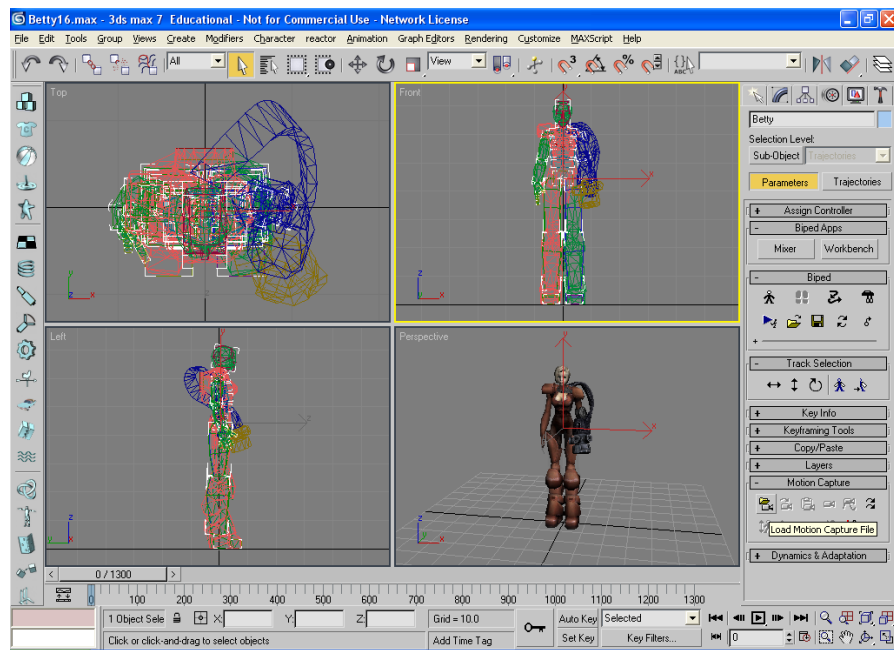 Betty16.max - 3ds max 7 Educational - Not for Commercial Use - Network License
File Edit Tools Group Views Create Modifiers Character reactor Animation Graph Editors Rendering Customize MAXScript Help
All View 3 % {} ABC
Top
Front
Betty
Selection Level:
Sub-Object Trajectories
Parameters Trajectories
+ Assign Controller
- Biped Apps
Mixer Workbench
- Biped
+
- Track Selection
+ Key Info
+ Keyframing Tools
+ Copy/Paste
+ Layers
- Motion Capture
Load Motion Capture File
+ Dynamics & Adaptation
Left
Perspective
x
y
z
< 0 / 1300 >
0 100 200 300 400 500 600 700 800 900 1000 1100 1200 1300
1 Object Sele X: Y: Z: Grid = 10.0 Auto Key Selected
Click or click-and-drag to select objects Add Time Tag Set Key Key Filters... 0